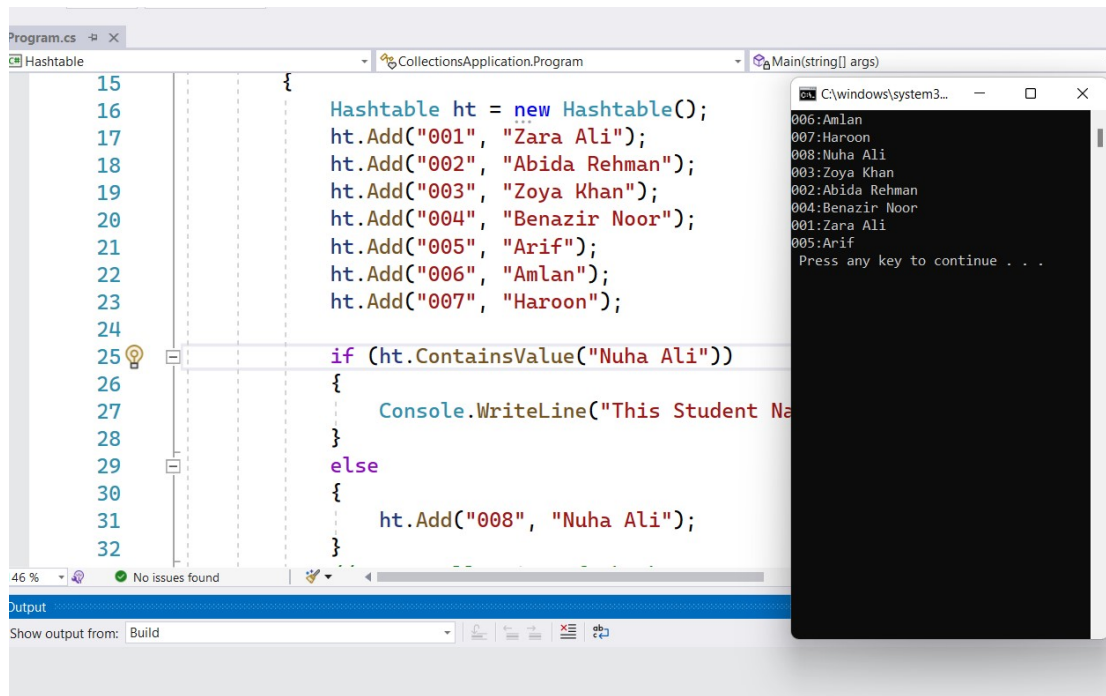 Program.cs
C# Hashtable CollectionsApplication.Program Main(string[] args)
15 {
16 Hashtable ht = new Hashtable();
17 ht.Add("001", "Zara Ali");
18 ht.Add("002", "Abida Rehman");
19 ht.Add("003", "Zoya Khan");
20 ht.Add("004", "Benazir Noor");
21 ht.Add("005", "Arif");
22 ht.Add("006", "Amlan");
23 ht.Add("007", "Haroon");
24
25 if (ht.ContainsValue("Nuha Ali"))
26 {
27 Console.WriteLine("This Student Na
28 }
29 else
30 {
31 ht.Add("008", "Nuha Ali");
32 }
46 % No issues found
Output
Show output from: Build
C:\windows\system3...
006:Amlan
007:Haroon
008:Nuha Ali
003:Zoya Khan
002:Abida Rehman
004:Benazir Noor
001:Zara Ali
005:Arif
Press any key to continue . . .